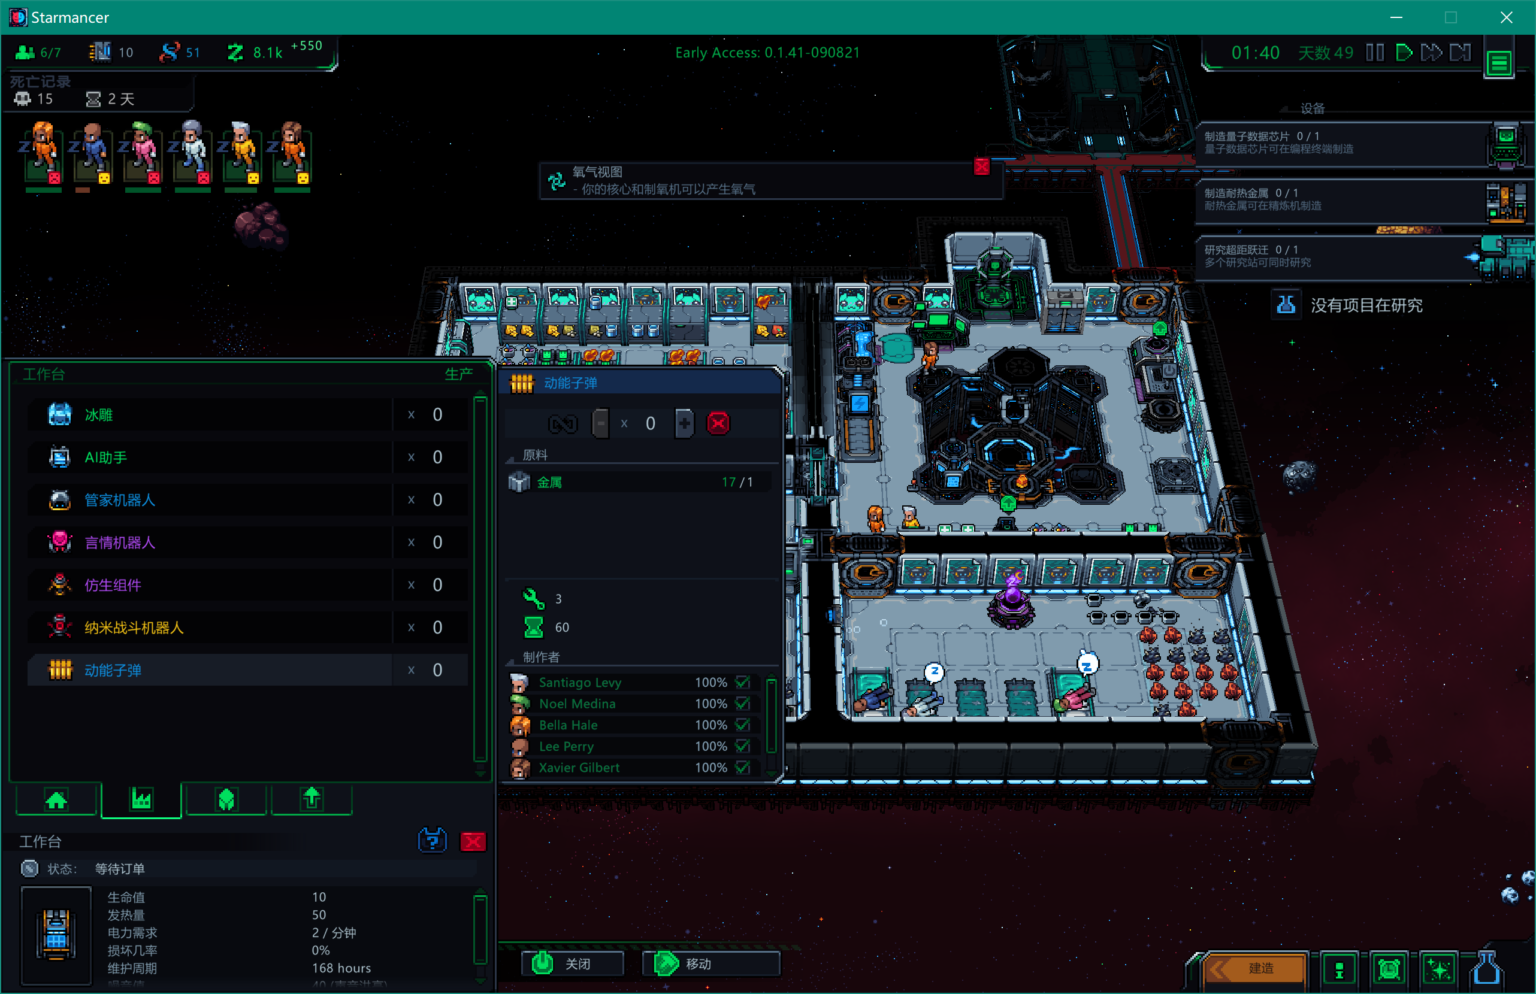 Starmancer
6/7
10
51
8.1k
+550
Early Access: 0.1.41-090821
01:40
天数 49
死亡记录
15
2 天
设备
制造量子数据芯片 0 / 1
量子数据芯片可在编程终端制造
制造耐热金属 0 / 1
耐热金属可在精炼机制造
研究超距跃迁 0 / 1
多个研究站可同时研究
没有项目在研究
氧气视图
- 你的核心和制氧机可以产生氧气
工作台
生产
冰雕 x 0
AI助手 x 0
管家机器人 x 0
言情机器人 x 0
仿生组件 x 0
纳米战斗机器人 x 0
动能子弹 x 0
动能子弹
x 0
原料
金属 17 / 1
3
60
制作者
Santiago Levy 100%
Noel Medina 100%
Bella Hale 100%
Lee Perry 100%
Xavier Gilbert 100%
工作台
状态: 等待订单
生命值 10
发热量 50
电力需求 2 / 分钟
损坏几率 0%
维护周期 168 hours
关闭
移动
建造